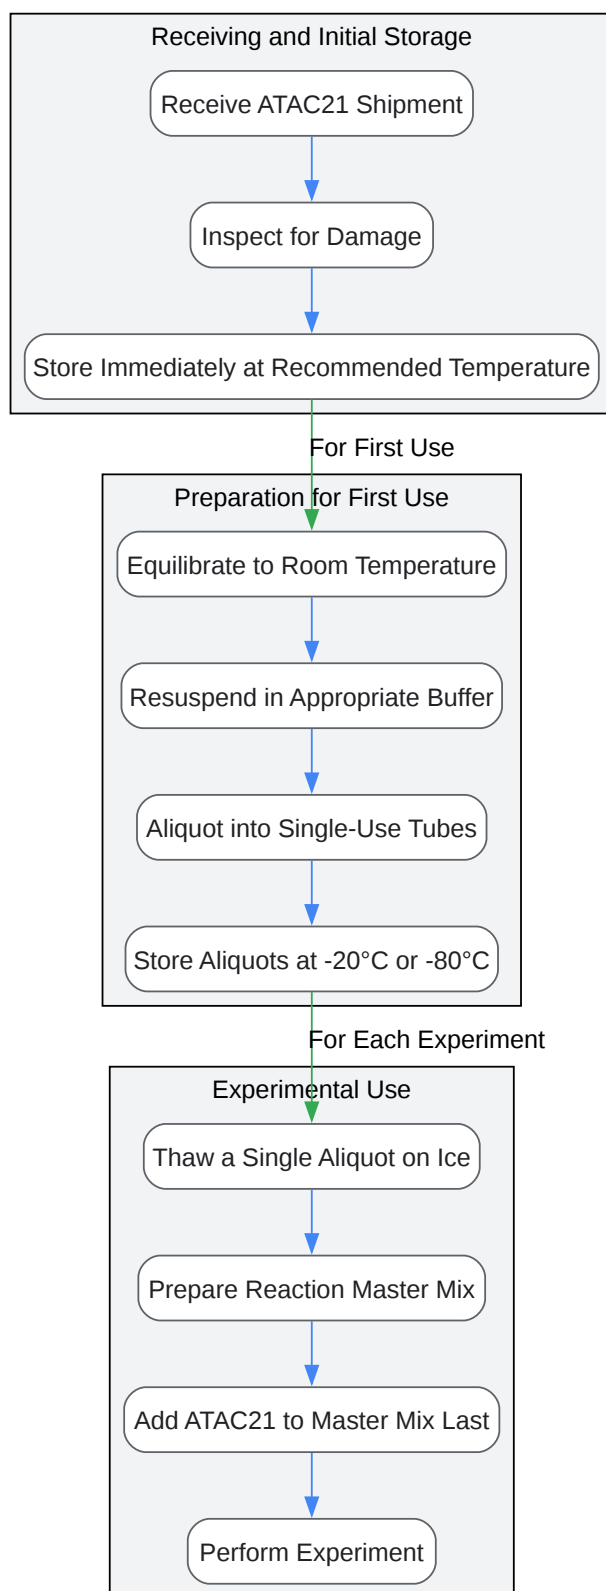 Receiving and Initial Storage
Receive ATAC21 Shipment
Inspect for Damage
Store Immediately at Recommended Temperature
For First Use
Preparation for First Use
Equilibrate to Room Temperature
Resuspend in Appropriate Buffer
Aliquot into Single-Use Tubes
Store Aliquots at -20°C or -80°C
For Each Experiment
Experimental Use
Thaw a Single Aliquot on Ice
Prepare Reaction Master Mix
Add ATAC21 to Master Mix Last
Perform Experiment